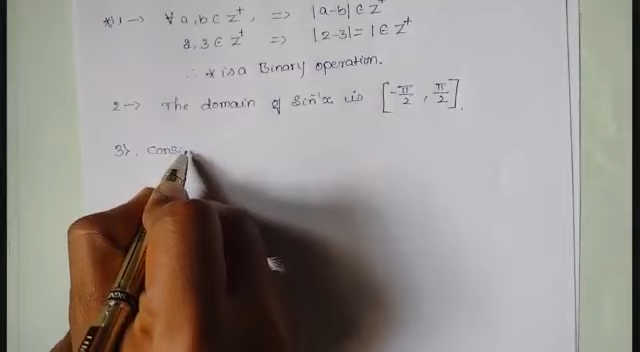 *1 → ∀ a, b ∈ Z⁺, => |a-b| ∈ Z⁺
2, 3 ∈ Z⁺ => |2-3| = 1 ∈ Z⁺
∴ * is a Binary operation.
2 → The domain of Sin⁻¹x is [-π/2, π/2].
3). Consi